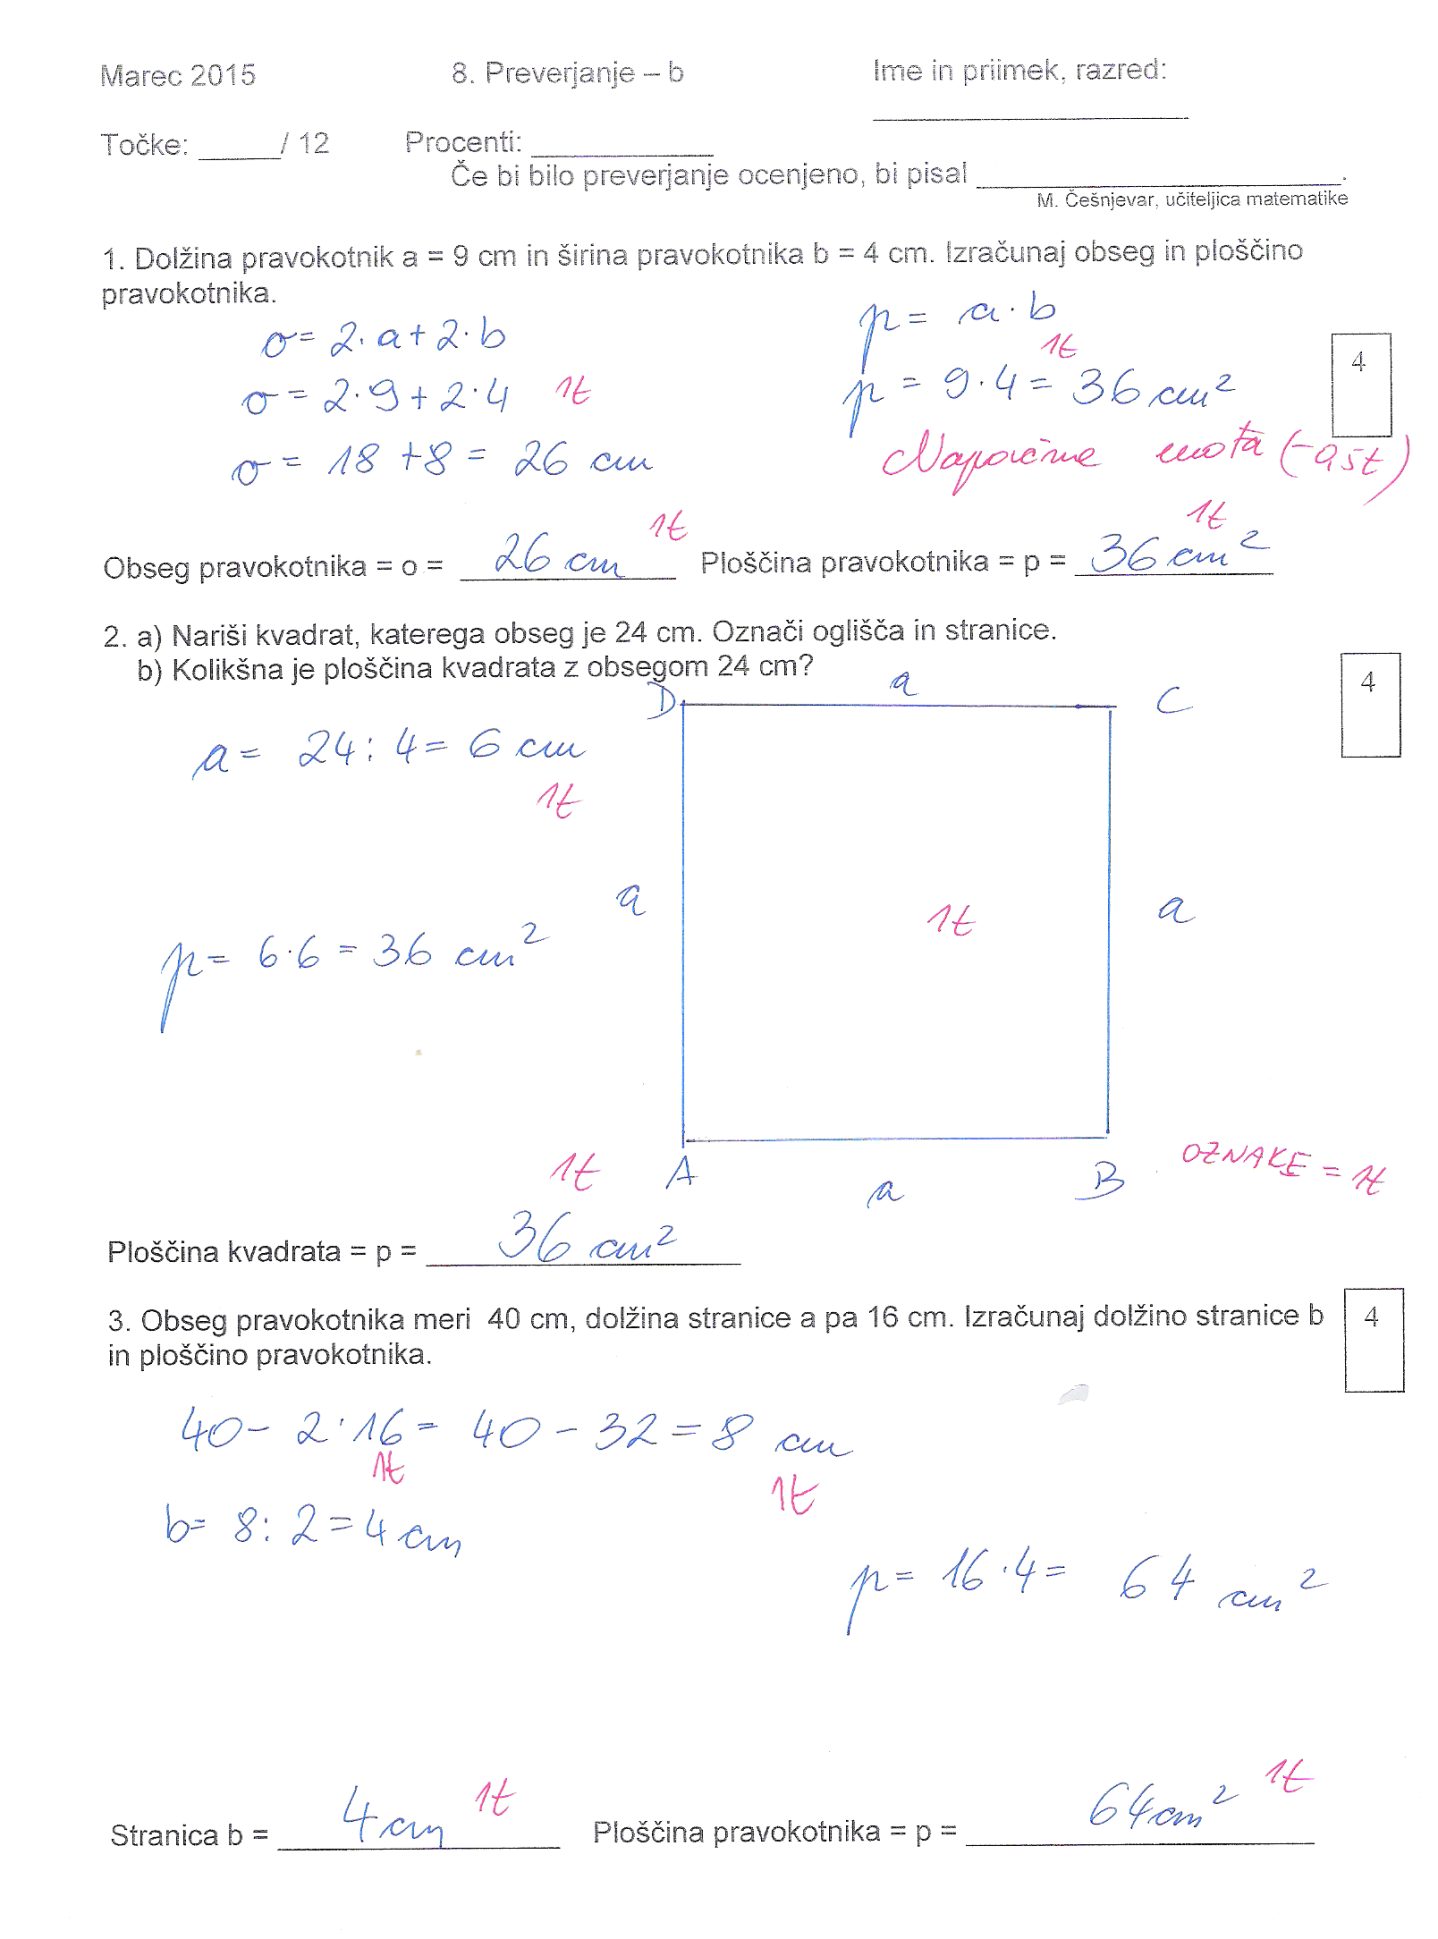 Marec 2015 8. Preverjanje – b Ime in priimek, razred:
Točke: _____/ 12 Procenti: ___________
Če bi bilo preverjanje ocenjeno, bi pisal ______________________.
M. Češnjevar, učiteljica matematike
1. Dolžina pravokotnik a = 9 cm in širina pravokotnika b = 4 cm. Izračunaj obseg in ploščino
pravokotnika.
o = 2·a + 2·b p = a·b
1t
4
o = 2·9 + 2·4 1t p = 9·4 = 36 cm²
o = 18 + 8 = 26 cm Napačne enota (-0,5t)
1t 1t
Obseg pravokotnika = o = 26 cm Ploščina pravokotnika = p = 36 cm²
2. a) Nariši kvadrat, katerega obseg je 24 cm. Označi oglišča in stranice.
b) Kolikšna je ploščina kvadrata z obsegom 24 cm?
4
D a C
a = 24 : 4 = 6 cm
1t
a 1t a
p = 6·6 = 36 cm²
1t A a B OZNAKE = 1t
Ploščina kvadrata = p = 36 cm²
3. Obseg pravokotnika meri 40 cm, dolžina stranice a pa 16 cm. Izračunaj dolžino stranice b
in ploščino pravokotnika.
4
40 - 2·16 = 40 - 32 = 8 cm
1t 1t
b = 8 : 2 = 4 cm
p = 16·4 = 64 cm²
1t 1t
Stranica b = 4 cm Ploščina pravokotnika = p = 64 cm²